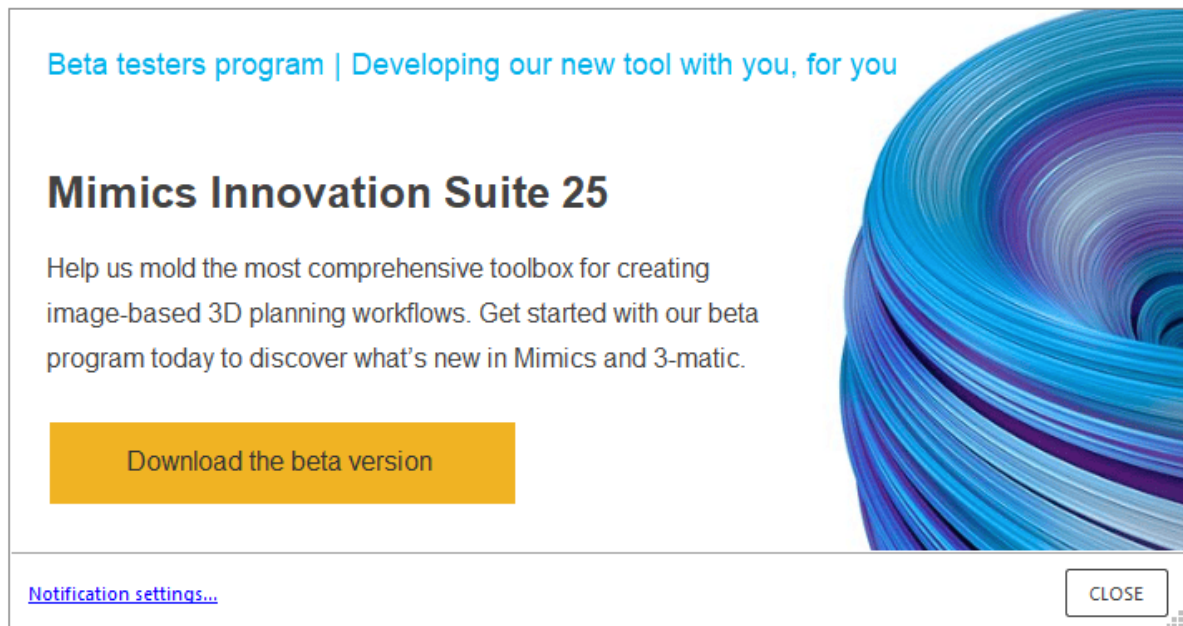 Beta testers program | Developing our new tool with you, for you
Mimics Innovation Suite 25
Help us mold the most comprehensive toolbox for creating
image-based 3D planning workflows. Get started with our beta
program today to discover what’s new in Mimics and 3-matic.
Download the beta version
Notification settings...
CLOSE